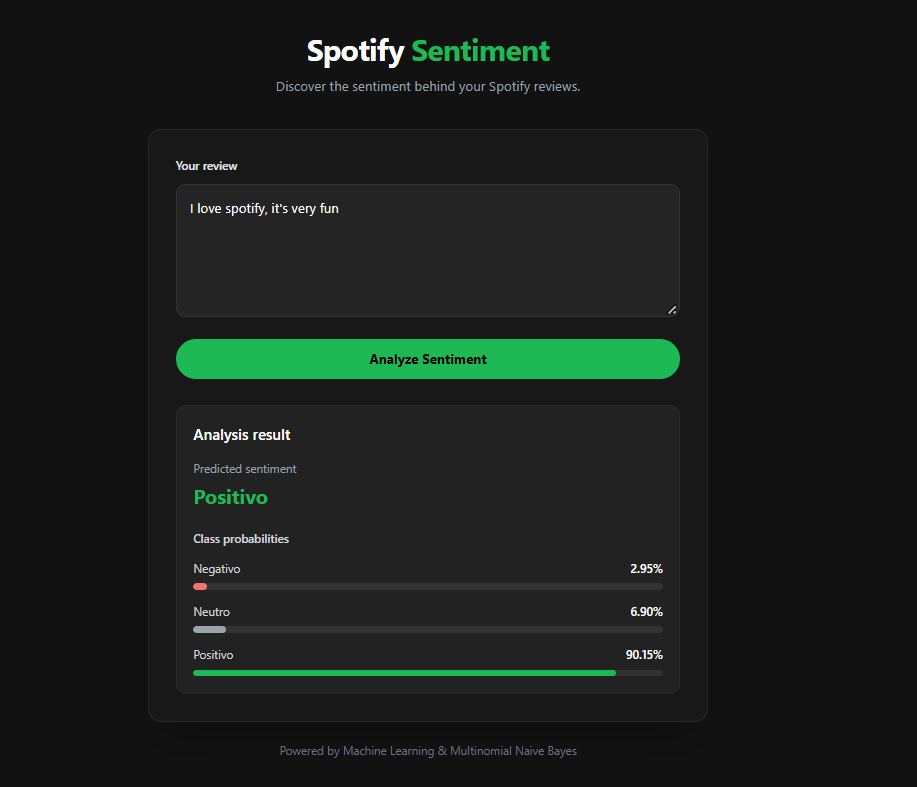 Spotify Sentiment
Discover the sentiment behind your Spotify reviews.
Your review
I love spotify, it's very fun
Analyze Sentiment
Analysis result
Predicted sentiment
Positivo
Class probabilities
Negativo 2.95%
Neutro 6.90%
Positivo 90.15%
Powered by Machine Learning & Multinomial Naive Bayes